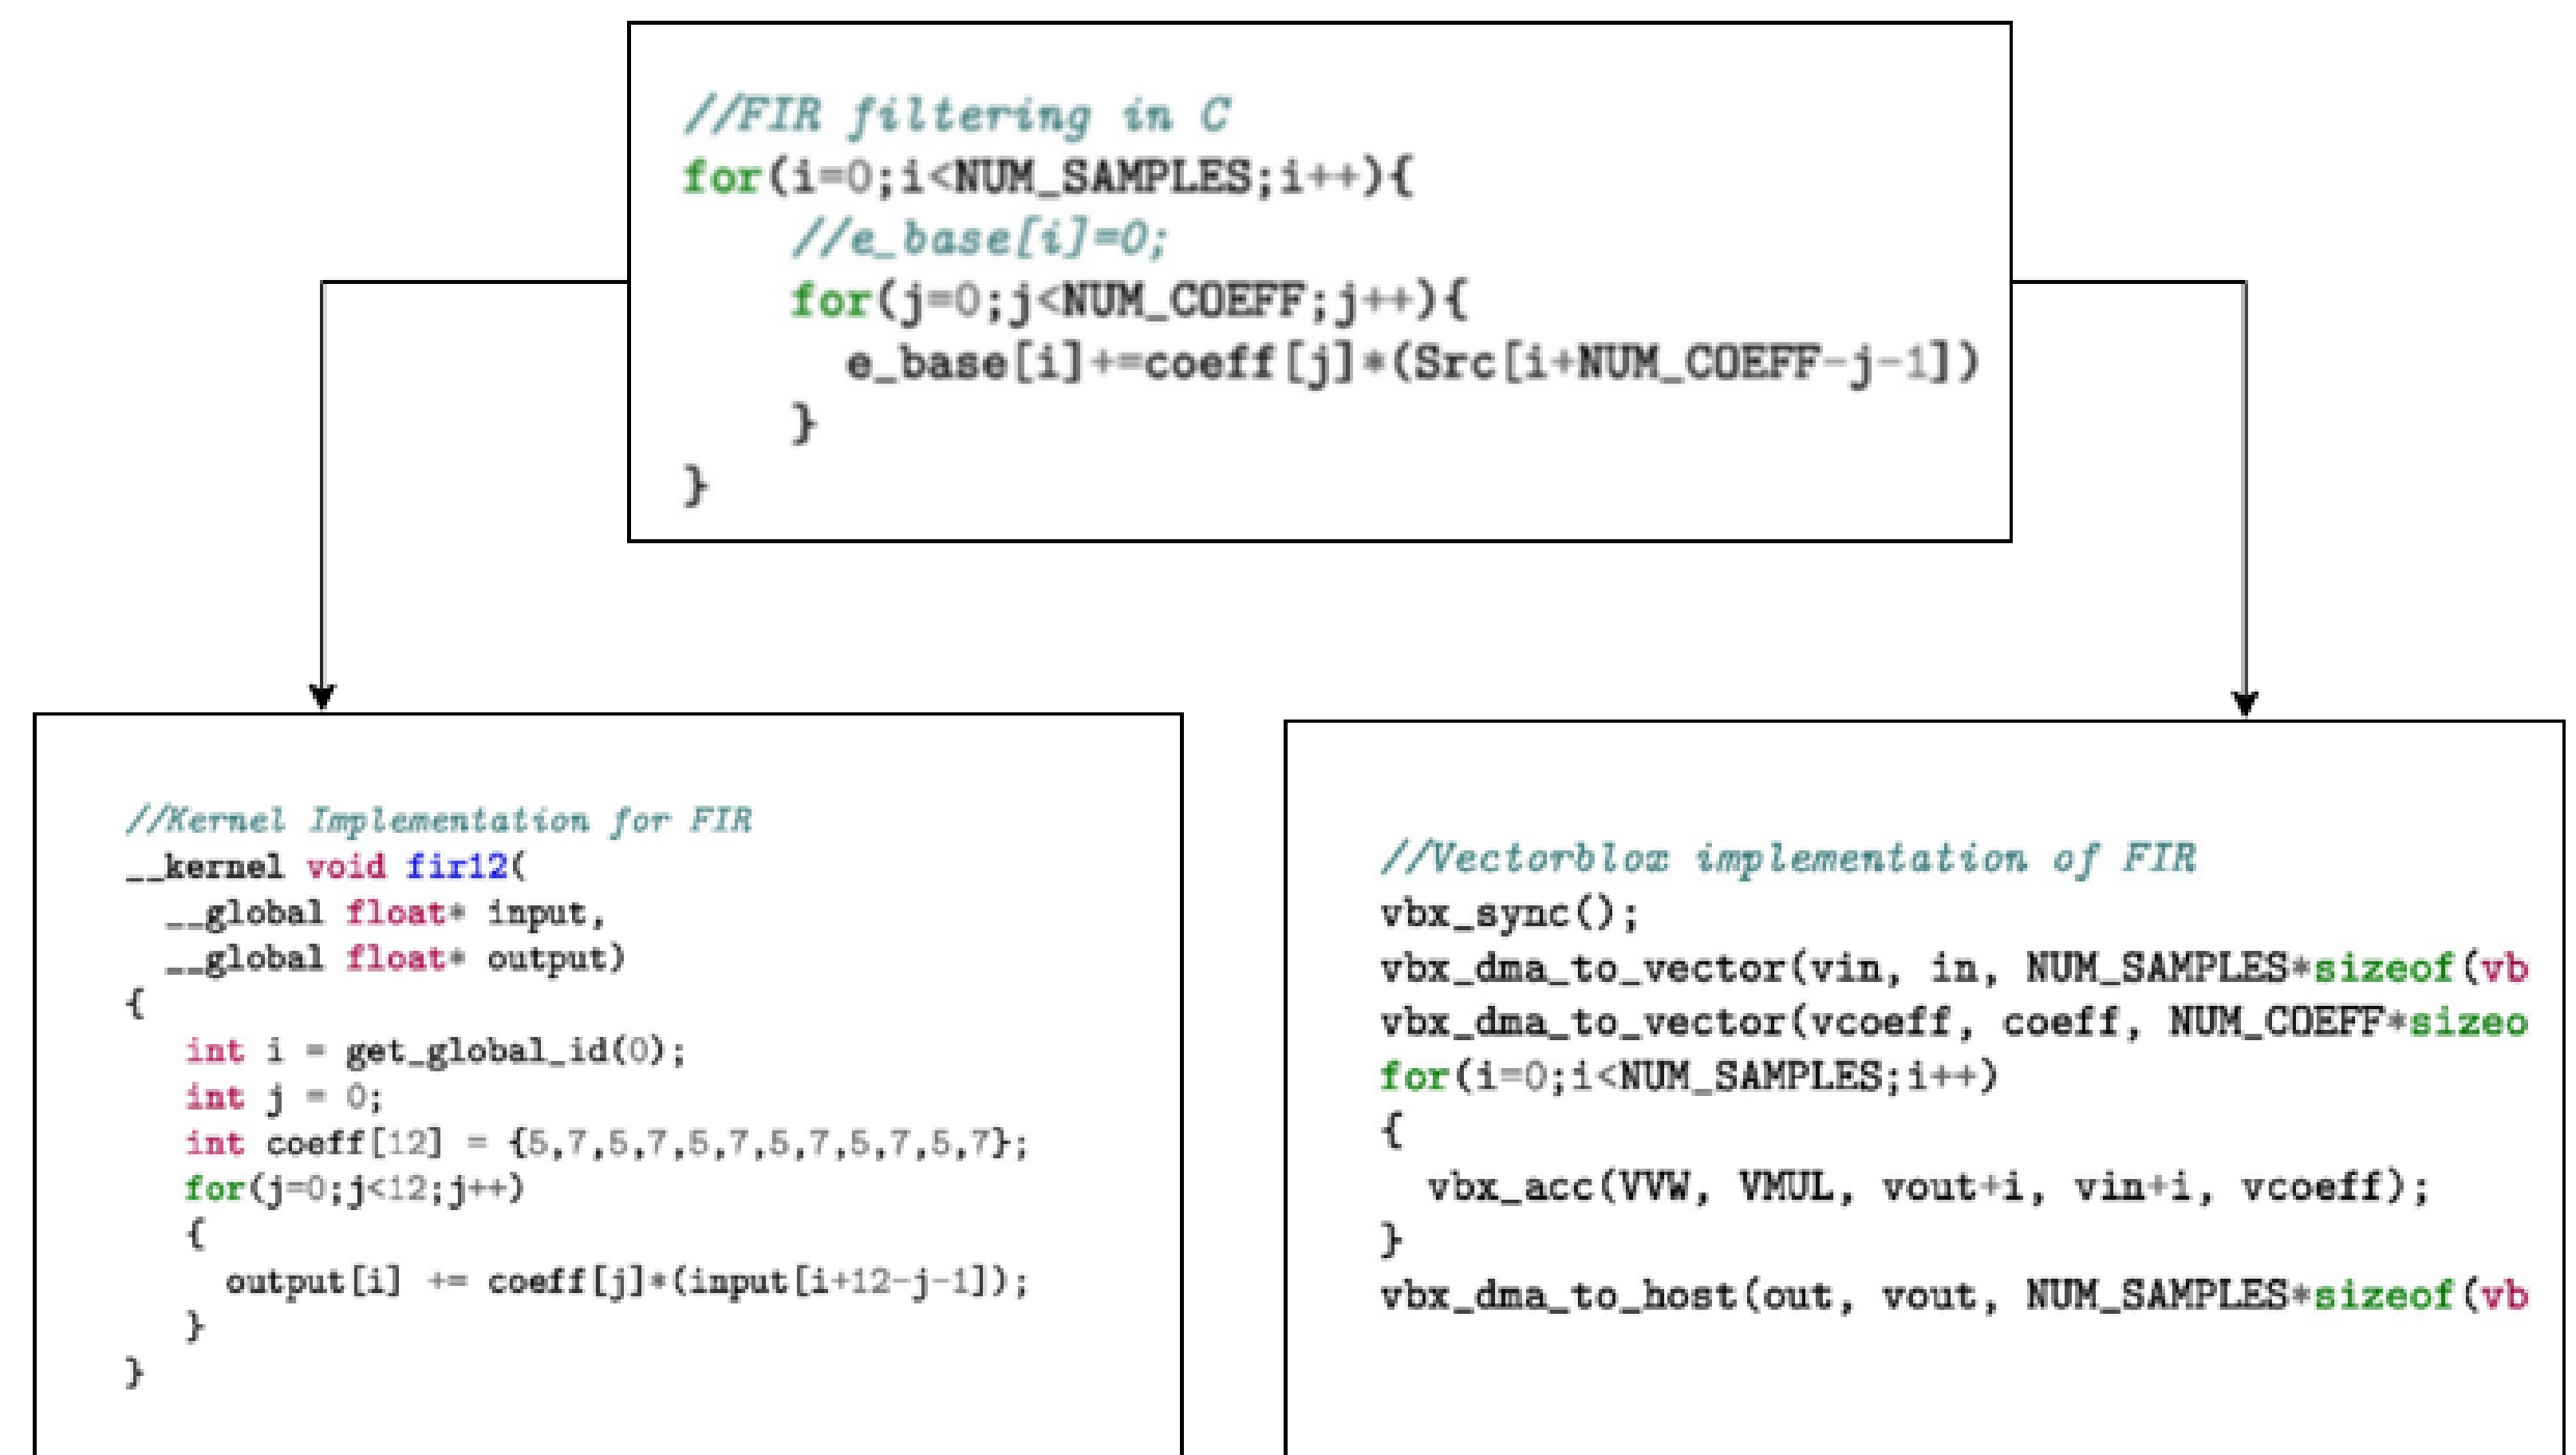 //FIR filtering in C
for(i=0;i<NUM_SAMPLES;i++){
//e_base[i]=0;
for(j=0;j<NUM_COEFF;j++){
e_base[i]+=coeff[j]*(Src[i+NUM_COEFF-j-1])
}
}
//Kernel Implementation for FIR
__kernel void fir12(
__global float* input,
__global float* output)
{
int i = get_global_id(0);
int j = 0;
int coeff[12] = {5,7,5,7,5,7,5,7,5,7,5,7};
for(j=0;j<12;j++)
{
output[i] += coeff[j]*(input[i+12-j-1]);
}
}
//Vectorblox implementation of FIR
vbx_sync();
vbx_dma_to_vector(vin, in, NUM_SAMPLES*sizeof(vb
vbx_dma_to_vector(vcoeff, coeff, NUM_COEFF*sizeo
for(i=0;i<NUM_SAMPLES;i++)
{
vbx_acc(VVW, VMUL, vout+i, vin+i, vcoeff);
}
vbx_dma_to_host(out, vout, NUM_SAMPLES*sizeof(vb